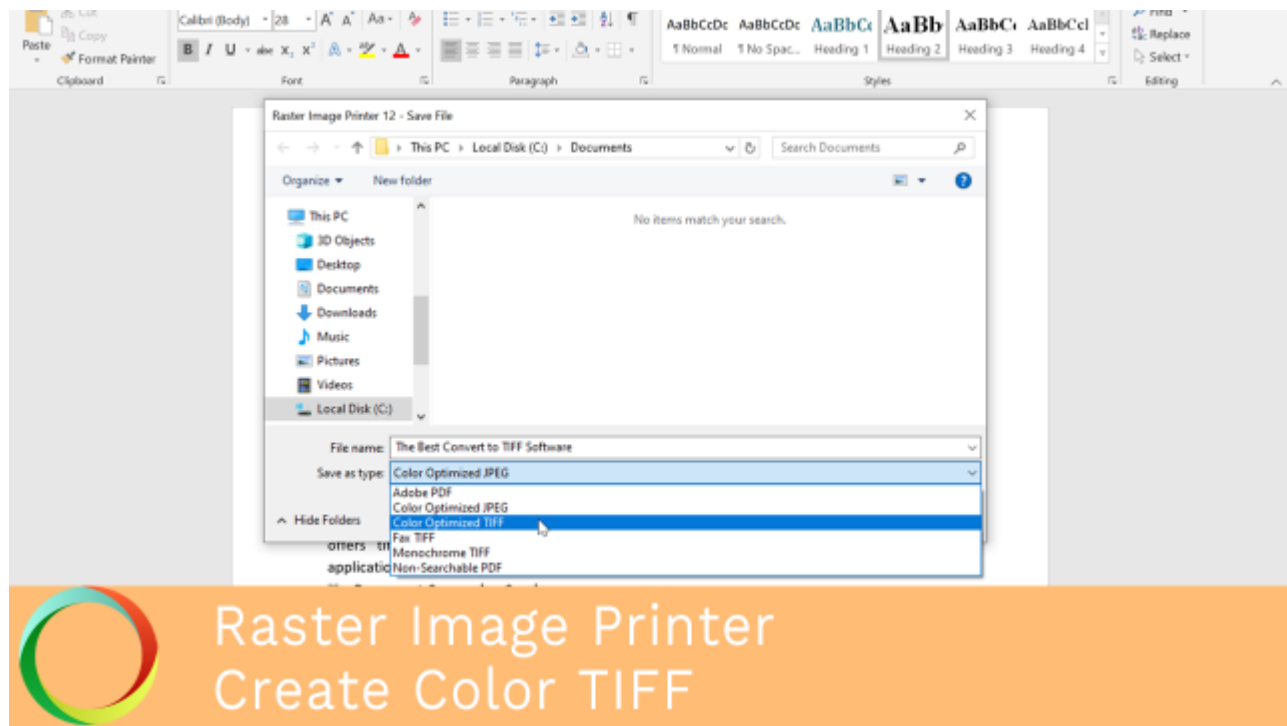 Cut
Calibri (Body) 28 A A Aa
Copy
Paste
Format Painter
B I U abc X₂ X² A A
Clipboard Font Paragraph Styles Editing
AaBbCcDc AaBbCcDc AaBbCc AaBb AaBbC AaBbCcl
¶ Normal ¶ No Spac... Heading 1 Heading 2 Heading 3 Heading 4
Find
Replace
Select
Raster Image Printer 12 - Save File
This PC Local Disk (C:) Documents
Search Documents
Organize New folder
This PC
No items match your search.
3D Objects
Desktop
Documents
Downloads
Music
Pictures
Videos
Local Disk (C:)
File name: The Best Convert to TIFF Software
Save as type: Color Optimized JPEG
Adobe PDF
Color Optimized JPEG
Hide Folders
Color Optimized TIFF
Fax TIFF
Monochrome TIFF
Non-Searchable PDF
offers
Raster Image Printer
Create Color TIFF